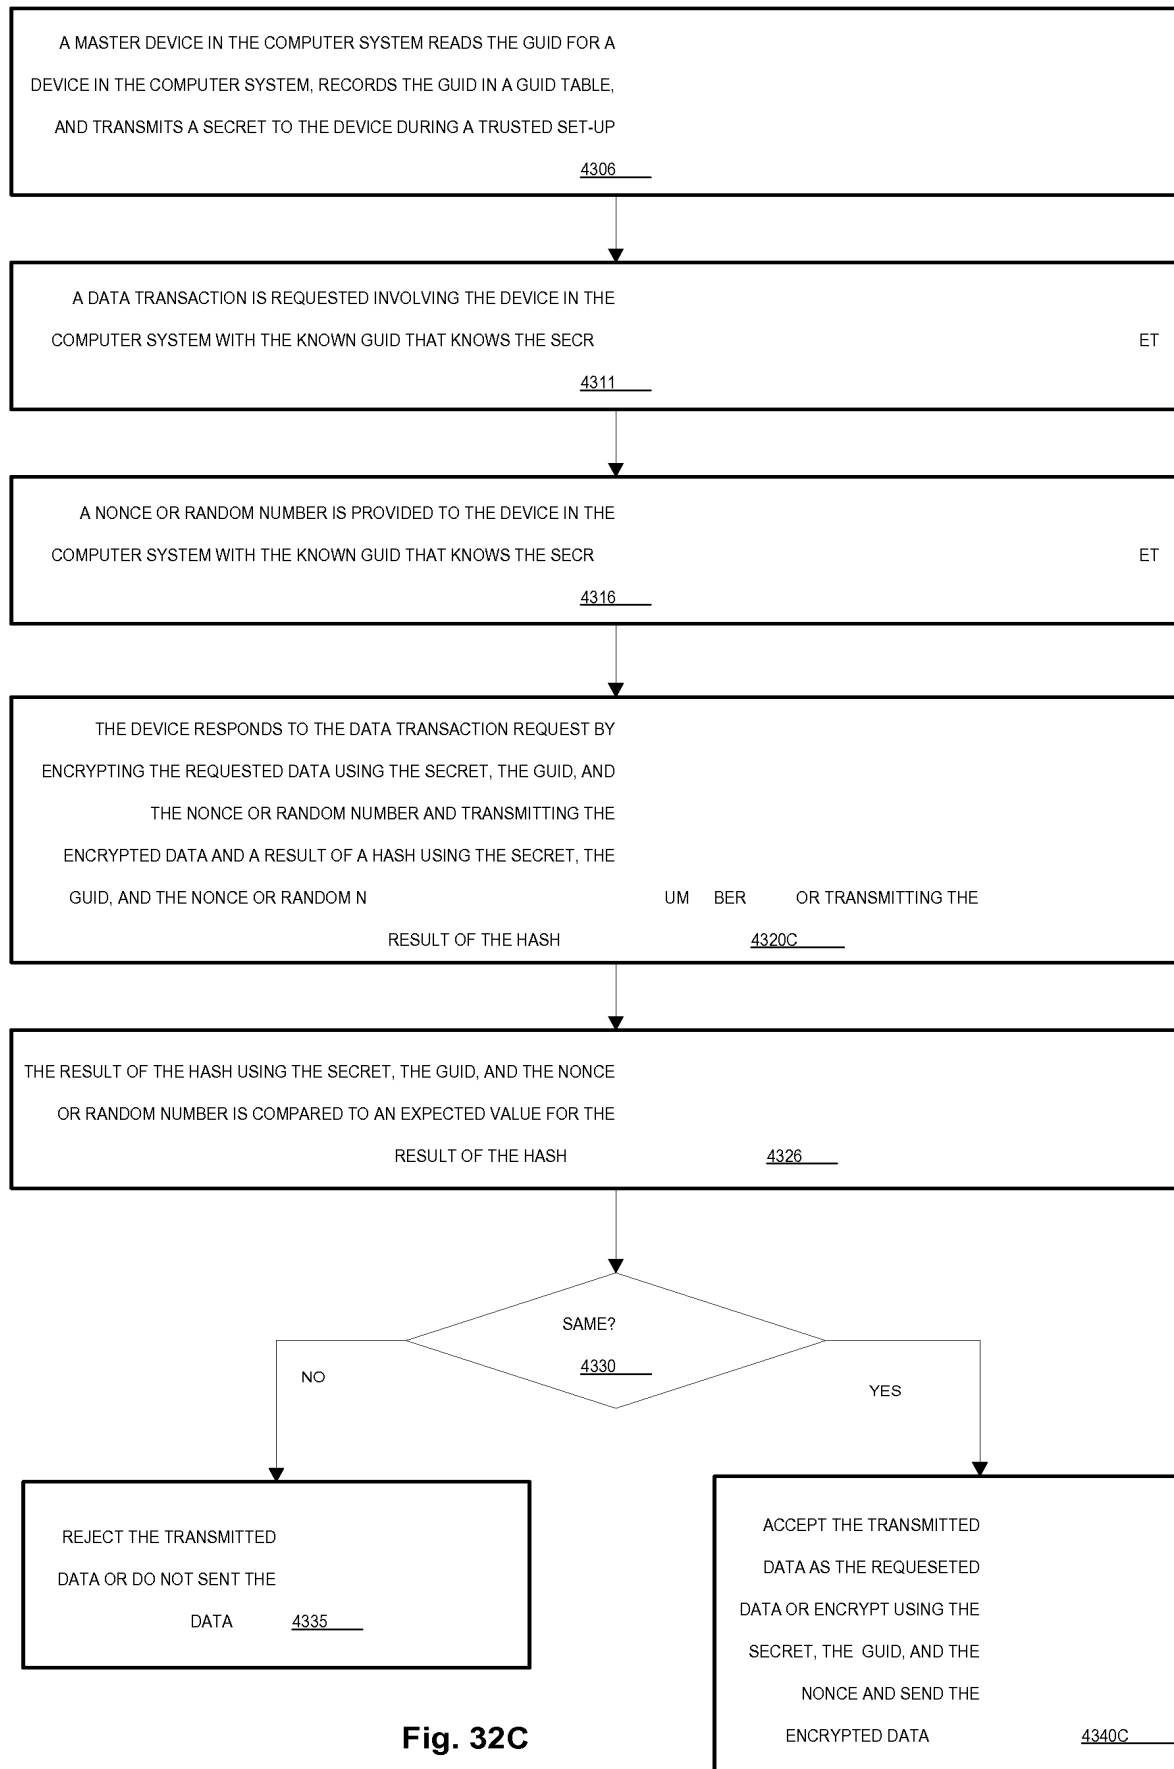 A MASTER DEVICE IN THE COMPUTER SYSTEM READS THE GUID FOR A
DEVICE IN THE COMPUTER SYSTEM, RECORDS THE GUID IN A GUID TABLE,
AND TRANSMITS A SECRET TO THE DEVICE DURING A TRUSTED SET-UP
4306
A DATA TRANSACTION IS REQUESTED INVOLVING THE DEVICE IN THE
COMPUTER SYSTEM WITH THE KNOWN GUID THAT KNOWS THE SECR ET
4311
A NONCE OR RANDOM NUMBER IS PROVIDED TO THE DEVICE IN THE
COMPUTER SYSTEM WITH THE KNOWN GUID THAT KNOWS THE SECR ET
4316
THE DEVICE RESPONDS TO THE DATA TRANSACTION REQUEST BY
ENCRYPTING THE REQUESTED DATA USING THE SECRET, THE GUID, AND
THE NONCE OR RANDOM NUMBER AND TRANSMITTING THE
ENCRYPTED DATA AND A RESULT OF A HASH USING THE SECRET, THE
GUID, AND THE NONCE OR RANDOM N UM BER OR TRANSMITTING THE
RESULT OF THE HASH 4320C
THE RESULT OF THE HASH USING THE SECRET, THE GUID, AND THE NONCE
OR RANDOM NUMBER IS COMPARED TO AN EXPECTED VALUE FOR THE
RESULT OF THE HASH 4326
SAME?
4330
NO
YES
REJECT THE TRANSMITTED
DATA OR DO NOT SENT THE
DATA 4335
ACCEPT THE TRANSMITTED
DATA AS THE REQUESETED
DATA OR ENCRYPT USING THE
SECRET, THE GUID, AND THE
NONCE AND SEND THE
ENCRYPTED DATA 4340C
Fig. 32C